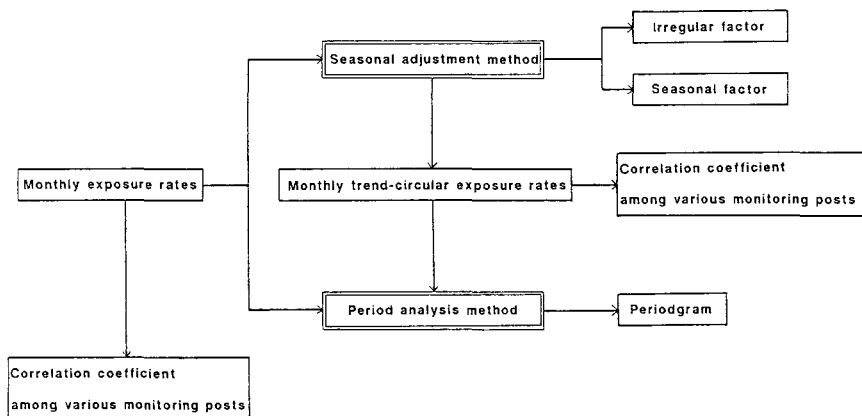 Irregular factor
Seasonal adjustment method
Seasonal factor
Monthly exposure rates
Monthly trend-circular exposure rates
Correlation coefficient
among various monitoring posts
Period analysis method
Periodgram
Correlation coefficient
among various monitoring posts